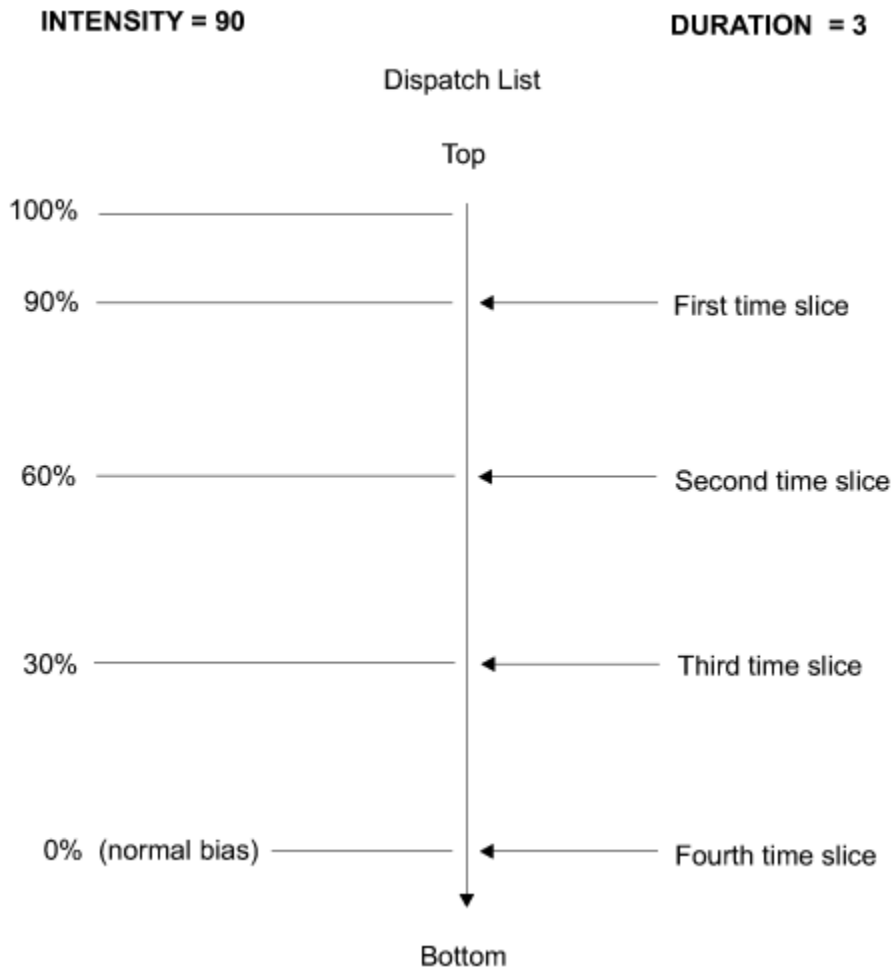 INTENSITY = 90
DURATION = 3
Dispatch List
Top
100%
90%
First time slice
60%
Second time slice
30%
Third time slice
0% (normal bias)
Fourth time slice
Bottom